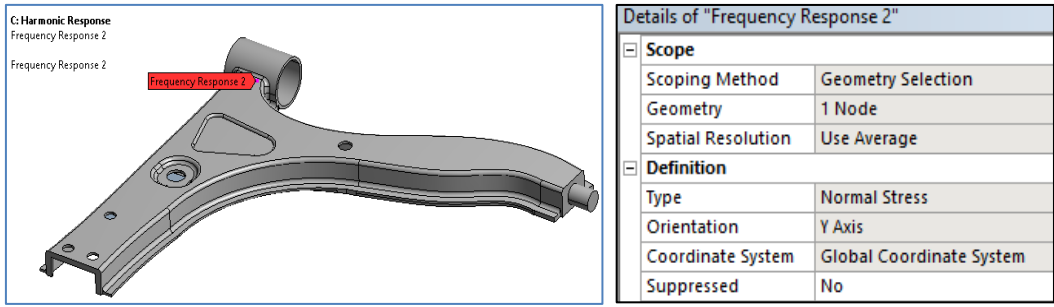 C: Harmonic Response
Frequency Response 2
Frequency Response 2
Frequency Response 2
Details of "Frequency Response 2"
Scope
Scoping Method Geometry Selection
Geometry 1 Node
Spatial Resolution Use Average
Definition
Type Normal Stress
Orientation Y Axis
Coordinate System Global Coordinate System
Suppressed No